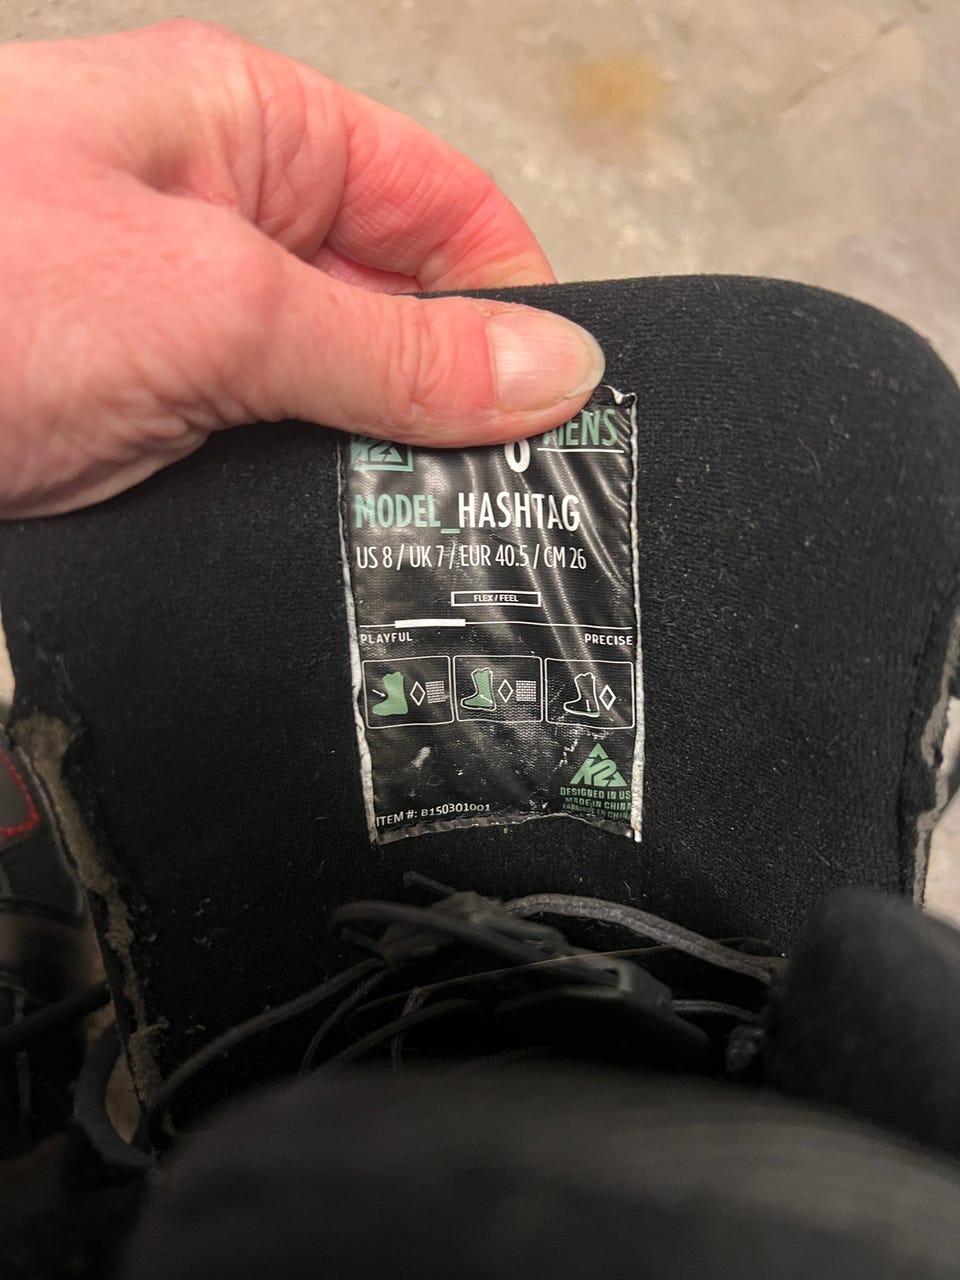 K2
MENS
MODEL_HASHTAG
US 8 / UK 7 / EUR 40.5 / CM 26
FLEX / FEEL
PLAYFUL
PRECISE
K2
DESIGNED IN US
MADE IN CHINA
ITEM #: B150301001